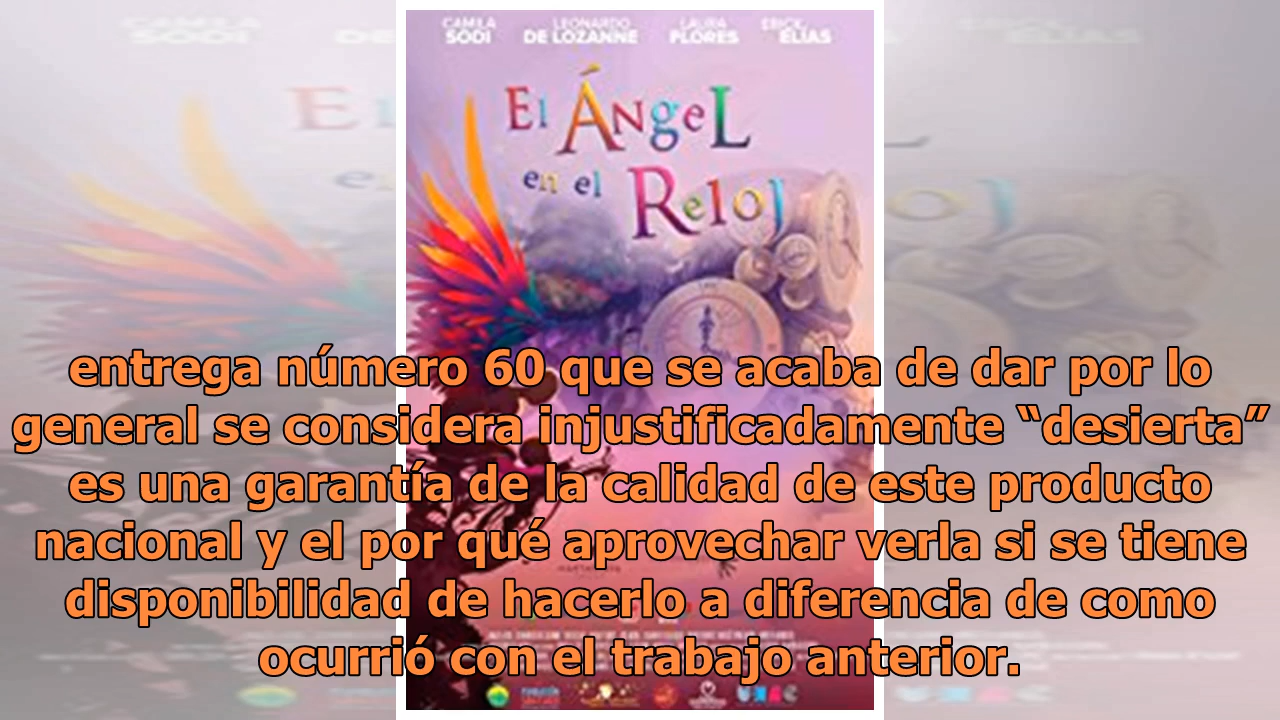 CAMILA LEONARDO LAURA ERICK
SODI DE LOZANNE FLORES ELÍAS
El ÁngeL
en el ReloJ
entrega número 60 que se acaba de dar por lo
general se considera injustificadamente “desierta”
es una garantía de la calidad de este producto
nacional y el por qué aprovechar verla si se tiene
disponibilidad de hacerlo a diferencia de como
ocurrió con el trabajo anterior.